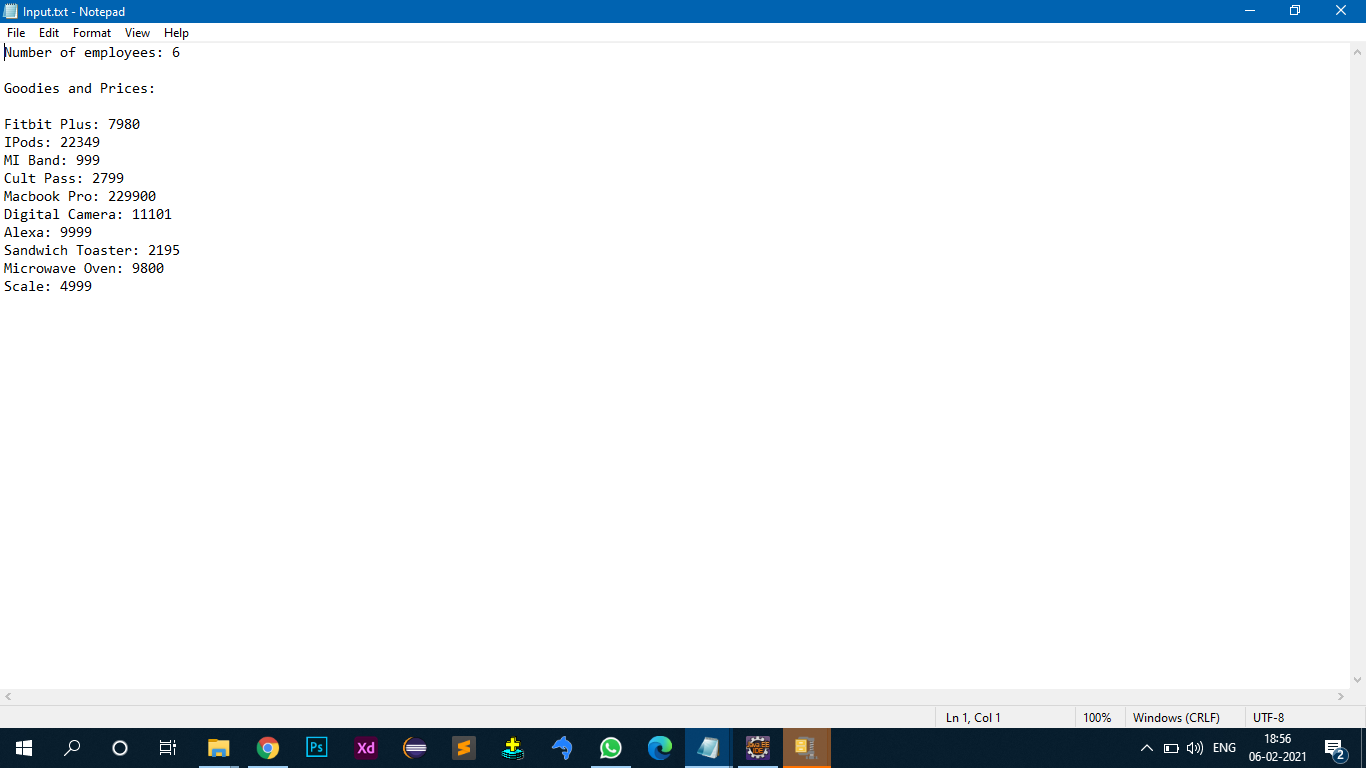 Input.txt - Notepad
File Edit Format View Help
Number of employees: 6
Goodies and Prices:
Fitbit Plus: 7980
IPods: 22349
MI Band: 999
Cult Pass: 2799
Macbook Pro: 229900
Digital Camera: 11101
Alexa: 9999
Sandwich Toaster: 2195
Microwave Oven: 9800
Scale: 4999
Ln 1, Col 1 100% Windows (CRLF) UTF-8
Ps Xd ENG 18:56
06-02-2021 2